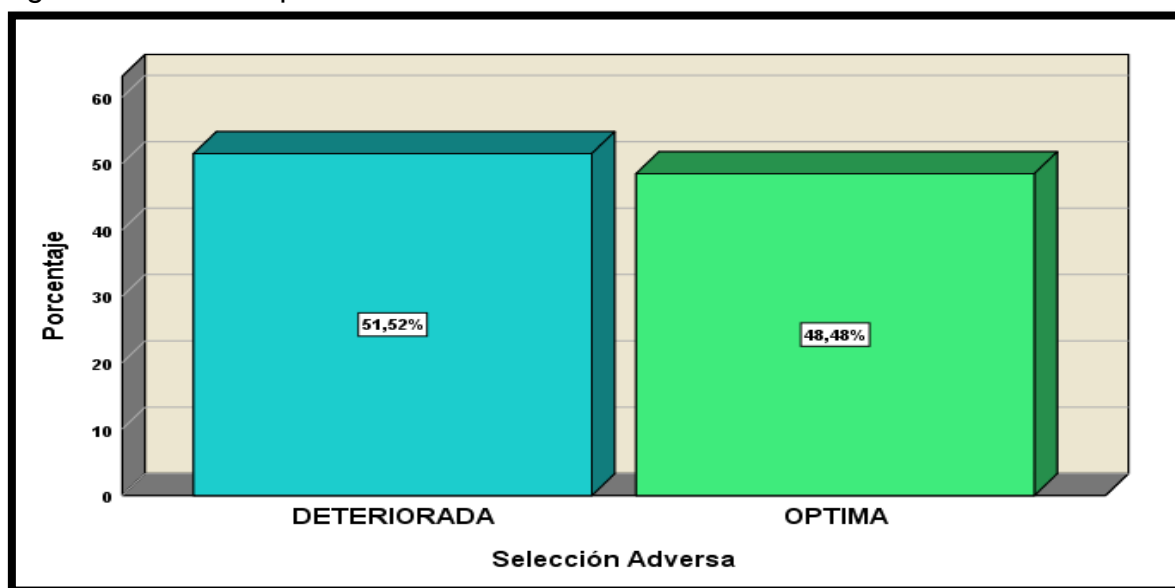 60
50
40
30
20
10
0
Porcentaje
51,52%
48,48%
DETERIORADA
OPTIMA
Selección Adversa